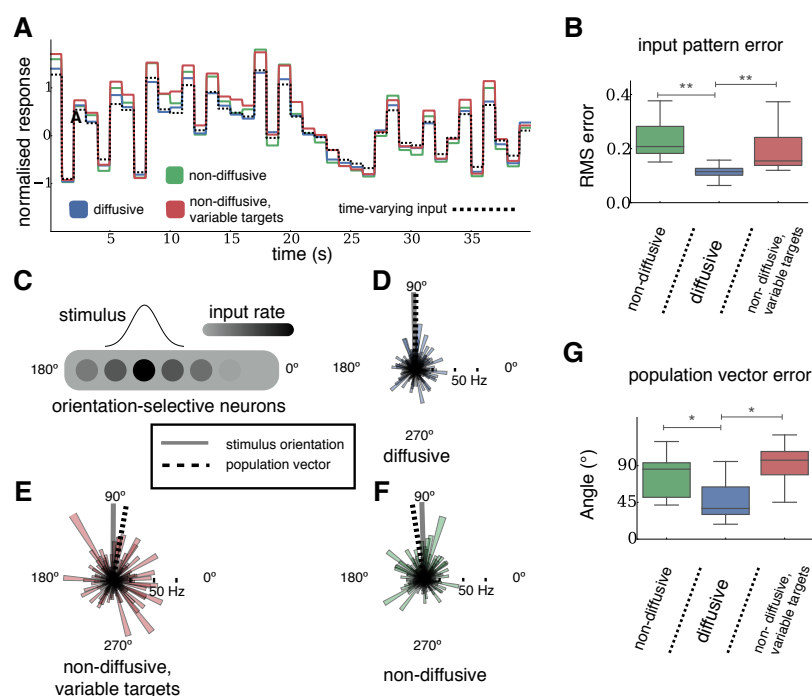 A
normalised response
1
0
−1
A
non-diffusive
diffusive
non-diffusive,
variable targets
time-varying input
5
10
15
20
25
30
35
time (s)
B
input pattern error
RMS error
0.4
0.2
0.0
**
**
non-diffusive
diffusive
non- diffusive,
variable targets
C
stimulus
input rate
180º
0º
orientation-selective neurons
D
90º
180º
0º
50 Hz
270º
diffusive
stimulus orientation
population vector
E
90º
180º
0º
50 Hz
270º
non-diffusive,
variable targets
F
90º
180º
0º
50 Hz
270º
non-diffusive
G
population vector error
Angle (°)
90
45
0
*
*
non-diffusive
diffusive
non- diffusive,
variable targets